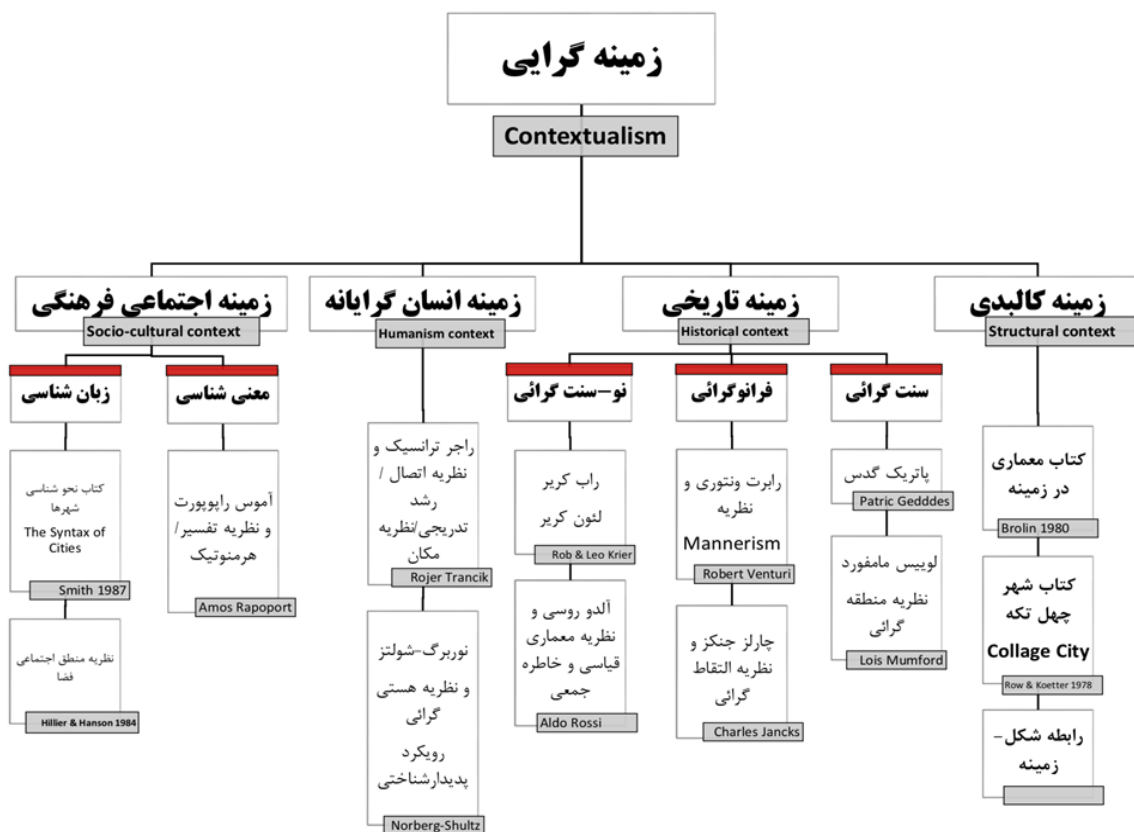 زمینه گرایی
Contextualism
زمینه کالبدی
Structural context
کتاب معماری
در زمینه
Brolin 1980
کتاب شهر
چهل تکه
Collage City
Row & Koetter 1978
رابطه شکل-
زمینه
زمینه تاریخی
Historical context
سنت گرائی
پاتریک گدس
Patric Gedddes
لوییس مامفورد
نظریه منطقه
گرائی
Lois Mumford
فرانوگرائی
رابرت ونتوری و
نظریه
Mannerism
Robert Venturi
چارلز جنکز و
نظریه التقاط
گرائی
Charles Jancks
نو-سنت گرائی
راب کریر
لئون کریر
Rob & Leo Krier
آلدو روسی و
نظریه معماری
قیاسی و خاطره
جمعی
Aldo Rossi
زمینه انسان گرایانه
Humanism context
راجر ترانسیک و
نظریه اتصال /
رشد
تدریجی/نظریه
مکان
Rojer Trancik
نوربرگ-شولتز
و نظریه هستی
گرائی
رویکرد
پدیدارشناختی
Norberg-Shultz
زمینه اجتماعی فرهنگی
Socio-cultural context
معنی شناسی
آموس راپوپورت
و نظریه تفسیر/
هرمنوتیک
Amos Rapoport
زبان شناسی
کتاب نحو شناسی
شهرها
The Syntax of
Cities
Smith 1987
نظریه منطق اجتماعی
فضا
Hillier & Hanson 1984